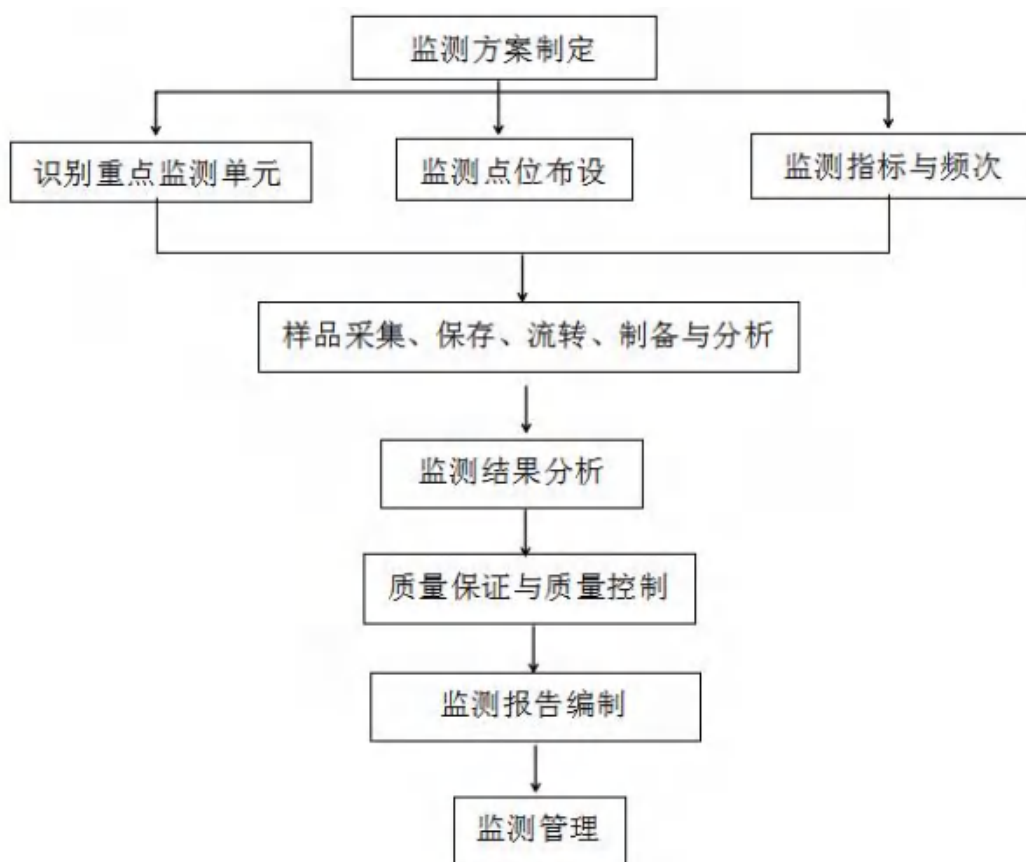 监测方案制定
识别重点监测单元
监测点位布设
监测指标与频次
样品采集、保存、流转、制备与分析
监测结果分析
质量保证与质量控制
监测报告编制
监测管理